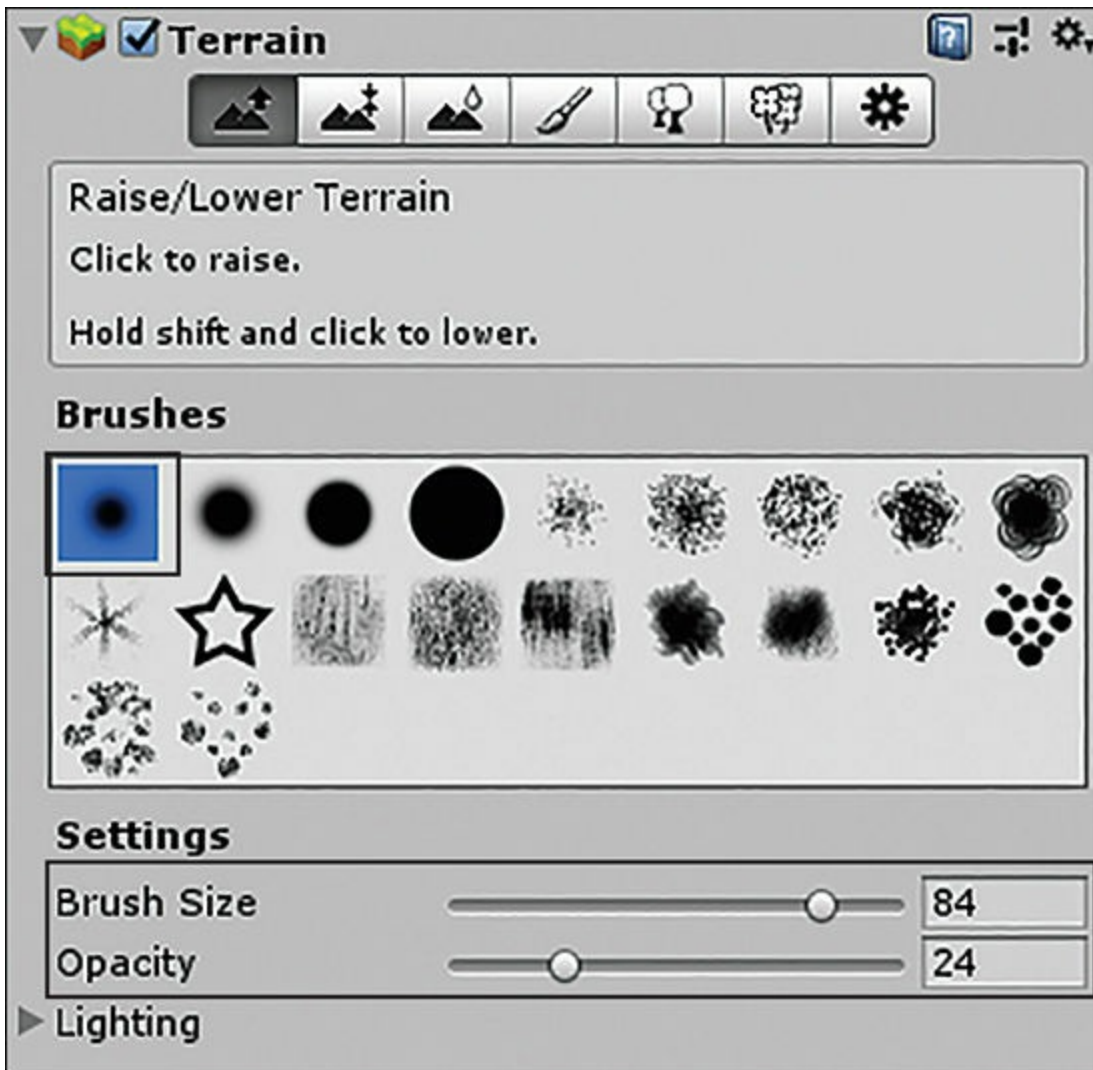 Terrain
Raise/Lower Terrain
Click to raise.
Hold shift and click to lower.
Brushes
Settings
Brush Size 84
Opacity 24
Lighting